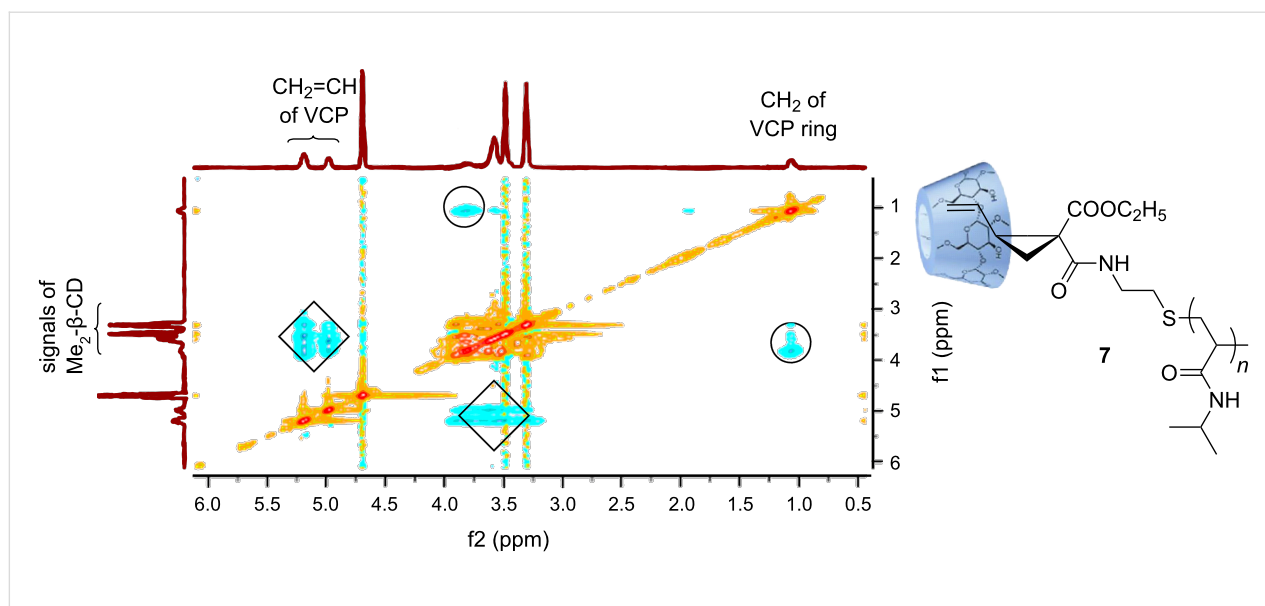 CH2=CH
of VCP
CH2 of
VCP ring
signals of
Me2-β-CD
1
2
3
4
5
6
f1 (ppm)
6.0 5.5 5.0 4.5 4.0 3.5 3.0 2.5 2.0 1.5 1.0 0.5
f2 (ppm)
COOC2H5
NH
O
S
n
7
O
NH